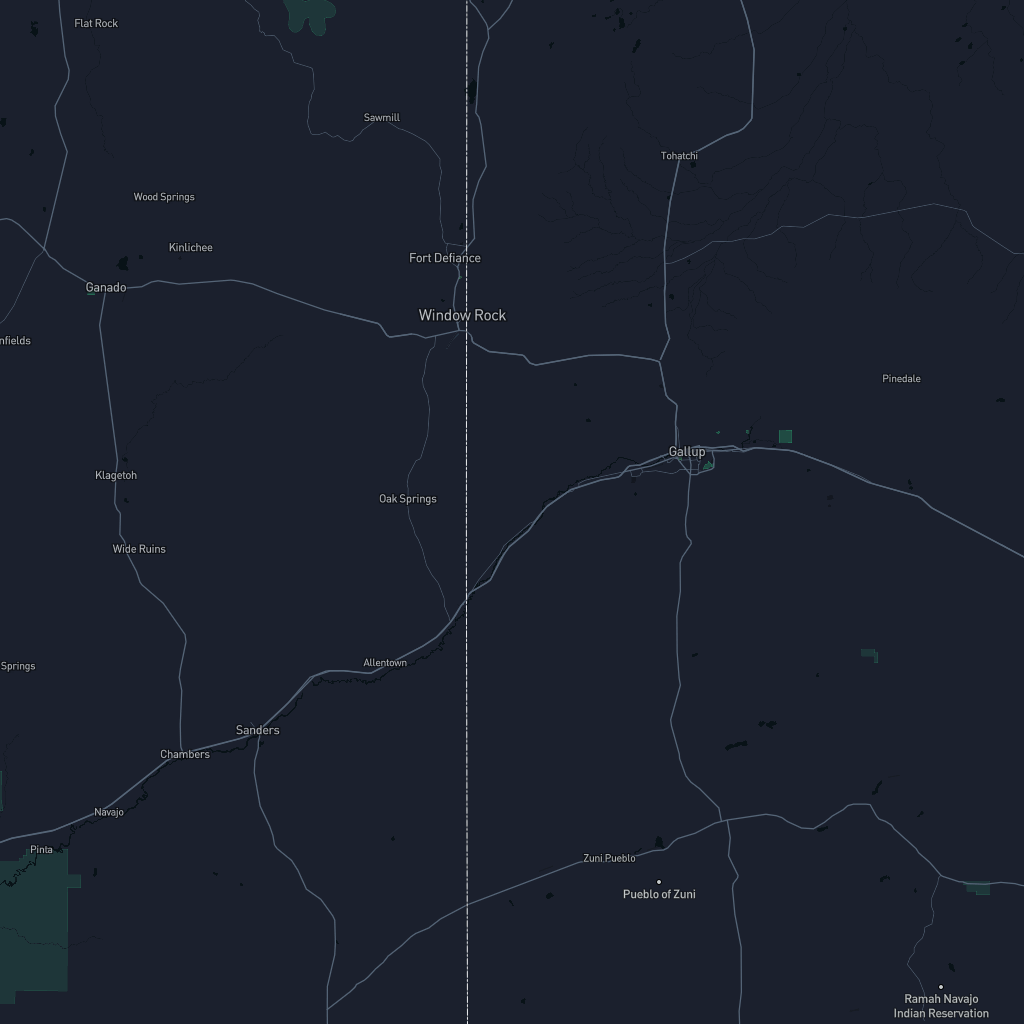 Flat Rock
Sawmill
Tohatchi
Wood Springs
Kinlichee
Fort Defiance
Ganado
Window Rock
nfields
Pinedale
Gallup
Klagetoh
Oak Springs
Wide Ruins
Allentown
Springs
Sanders
Chambers
Navajo
Pinta
Zuni Pueblo
Pueblo of Zuni
Ramah Navajo
Indian Reservation